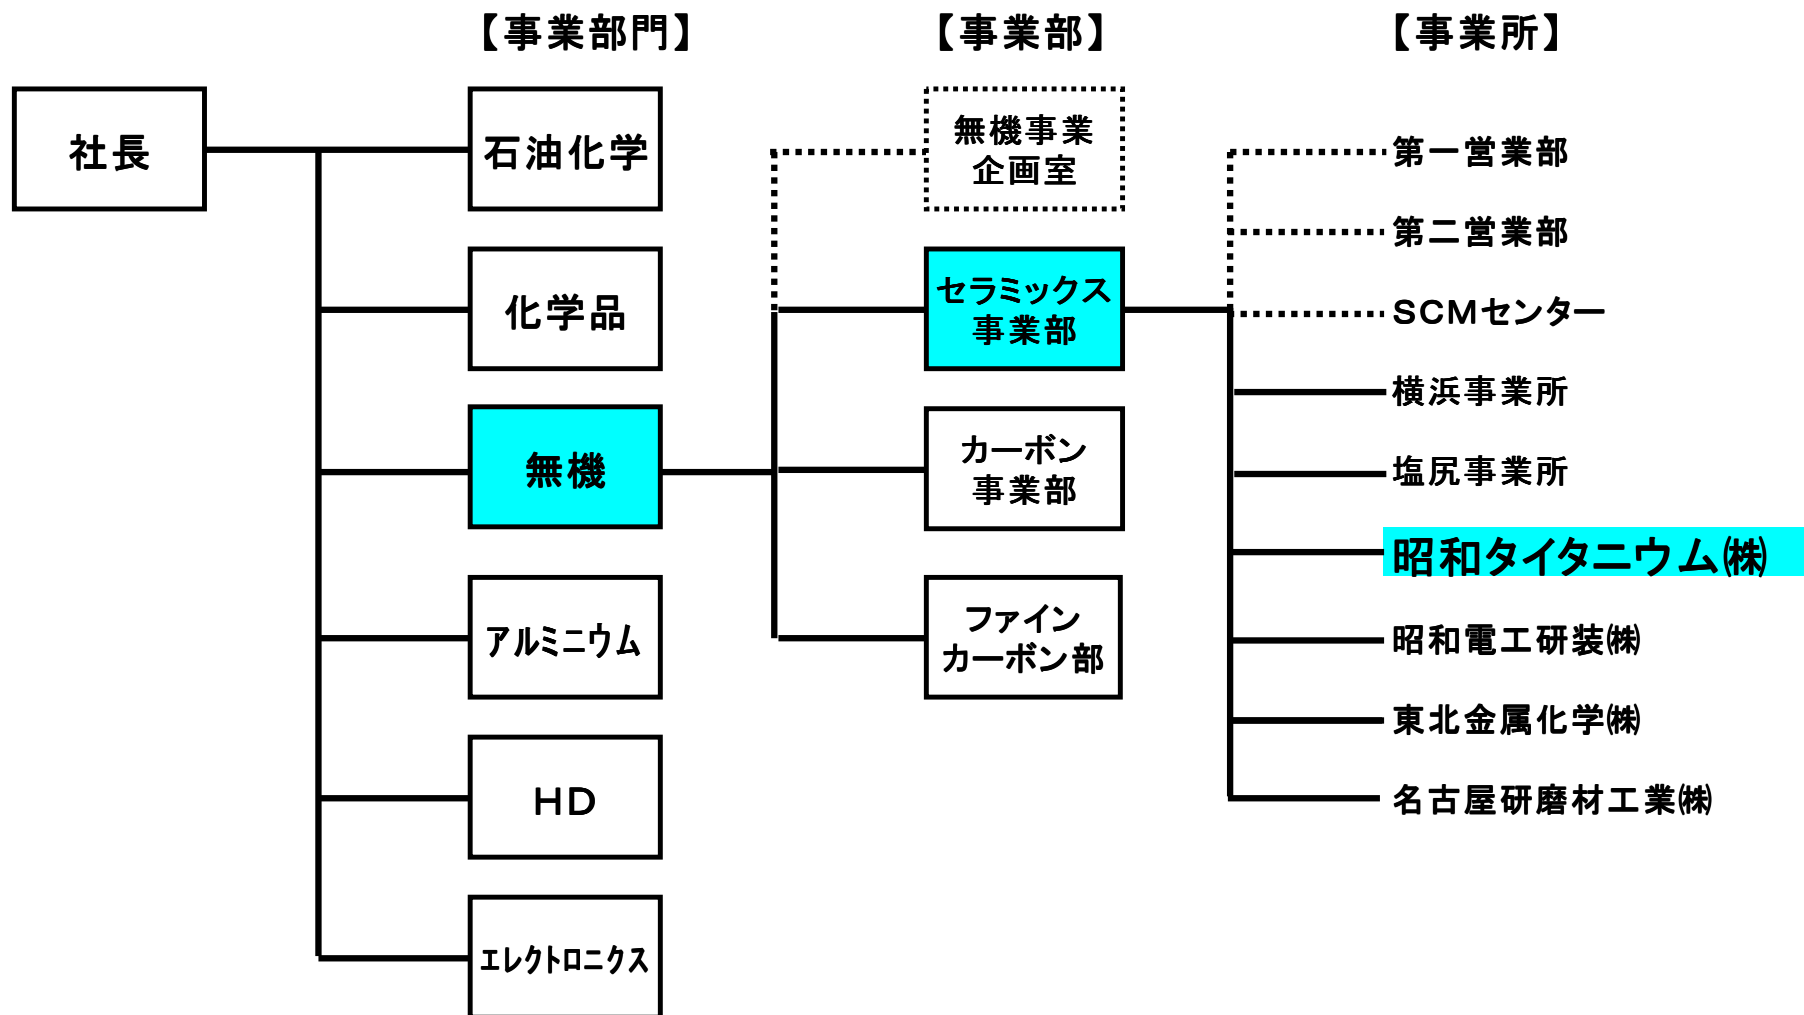 【事業部門】
【事業部】
【事業所】
社長
石油化学
化学品
無機
アルミニウム
HD
エレクトロニクス
無機事業
企画室
セラミックス
事業部
カーボン
事業部
ファイン
カーボン部
第一営業部
第二営業部
SCMセンター
横浜事業所
塩尻事業所
昭和タイタニウム㈱
昭和電工研装㈱
東北金属化学㈱
名古屋研磨材工業㈱